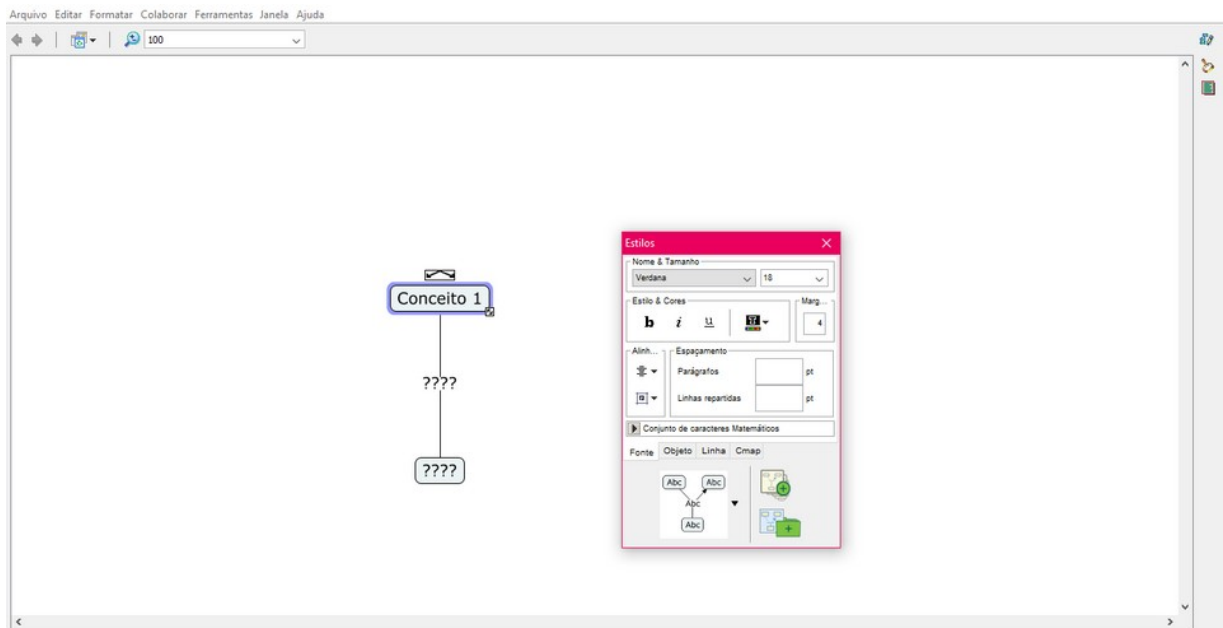 Arquivo Editar Formatar Colaborar Ferramentas Janela Ajuda
100
Conceito 1
????
????
Estilos
Nome & Tamanho
Verdana 18
Estilo & Cores Marg...
b i u 4
Alinh... Espaçamento
Parágrafos pt
Linhas repartidas pt
Conjunto de caracteres Matemáticos
Fonte Objeto Linha Cmap
Abc Abc
Abc
Abc